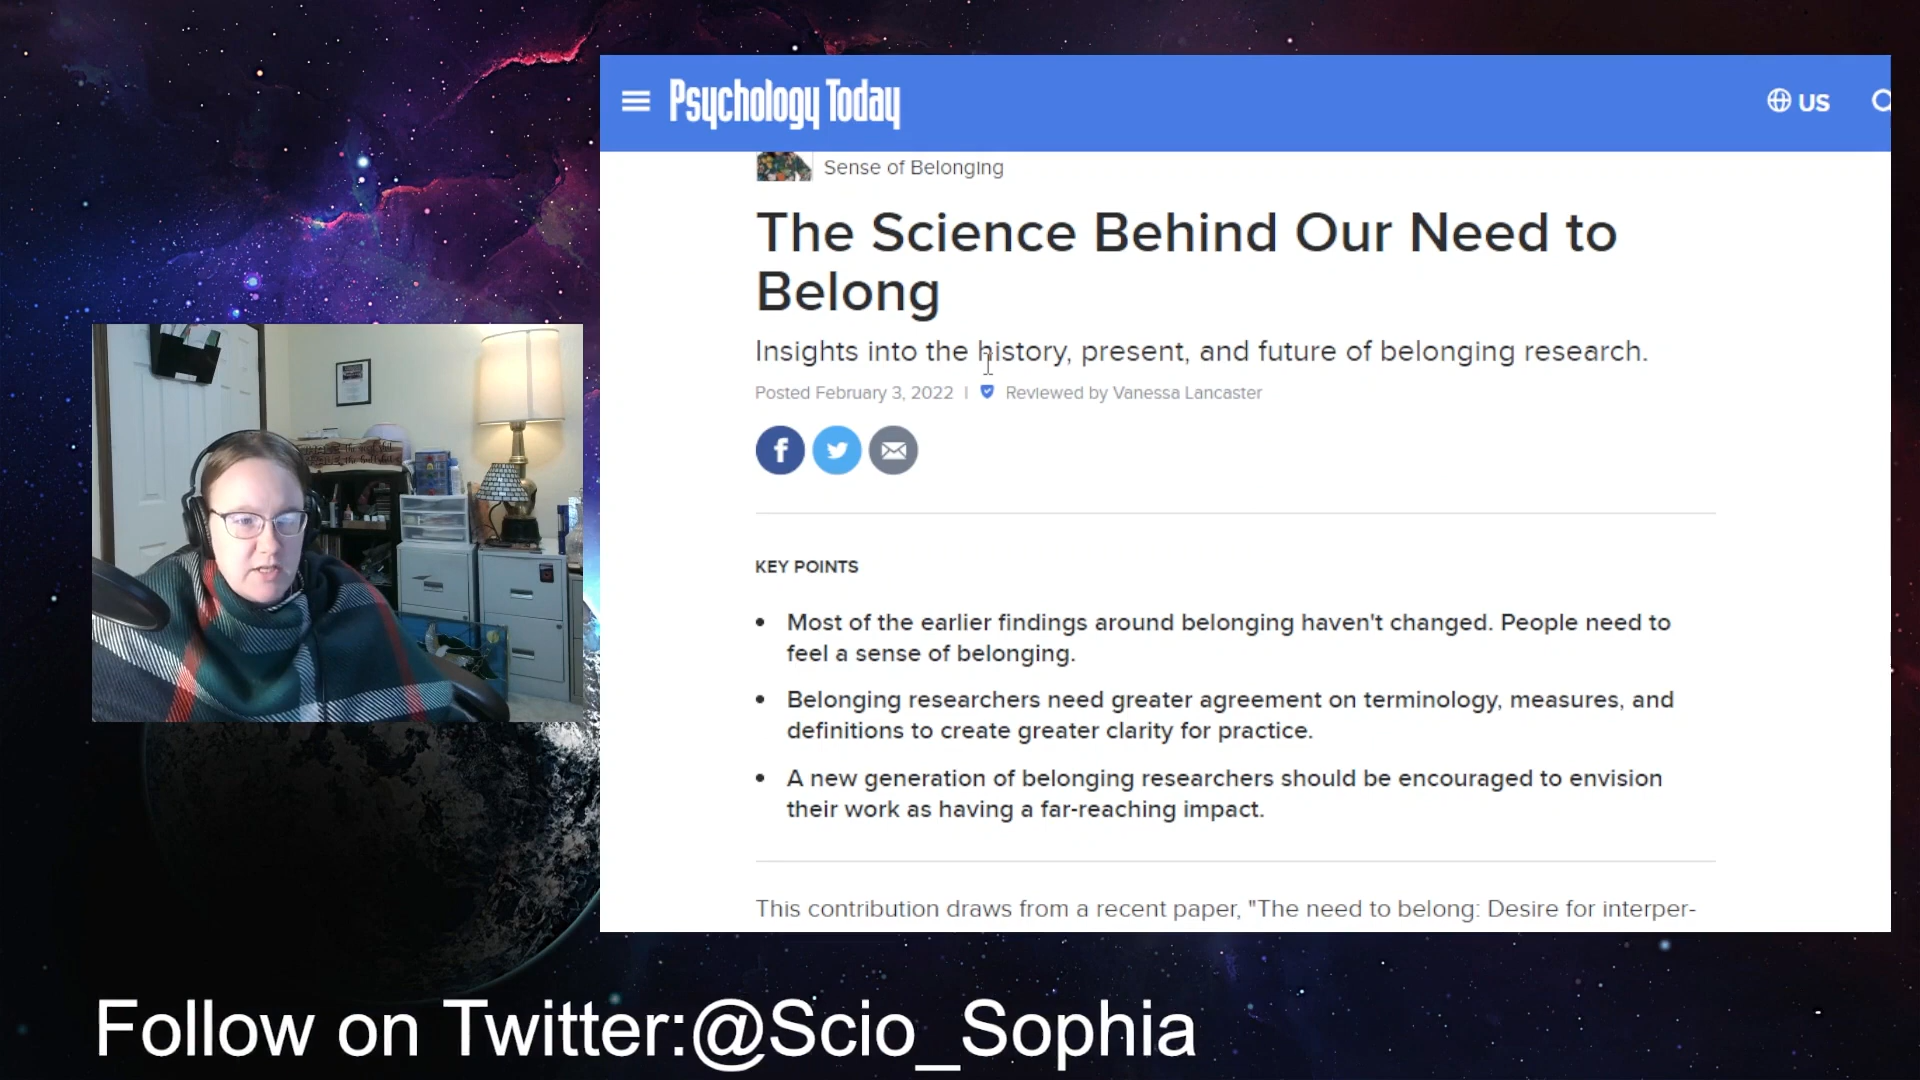 Psychology Today
US
Sense of Belonging
The Science Behind Our Need to
Belong
Insights into the history, present, and future of belonging research.
Posted February 3, 2022 | Reviewed by Vanessa Lancaster
KEY POINTS
Most of the earlier findings around belonging haven't changed. People need to
feel a sense of belonging.
Belonging researchers need greater agreement on terminology, measures, and
definitions to create greater clarity for practice.
A new generation of belonging researchers should be encouraged to envision
their work as having a far-reaching impact.
This contribution draws from a recent paper, "The need to belong: Desire for interper-
Follow on Twitter:@Scio_Sophia